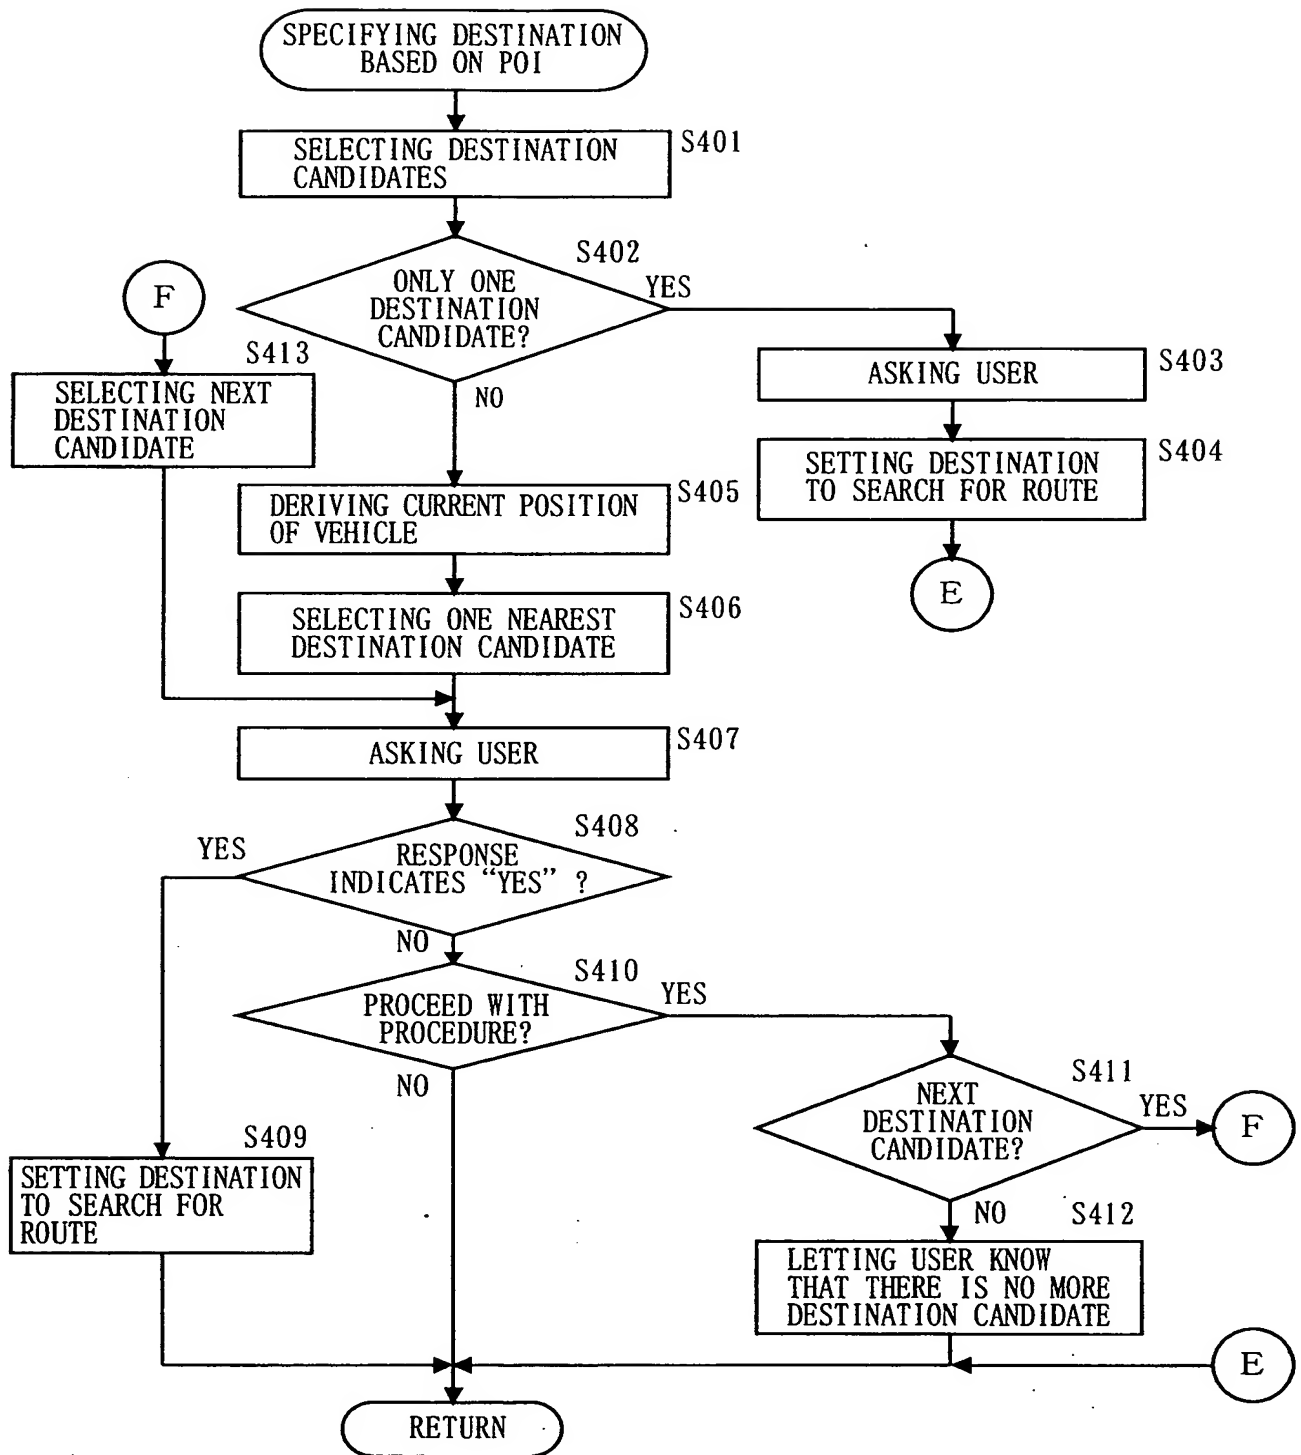 SPECIFYING DESTINATION
BASED ON POI
SELECTING DESTINATION
CANDIDATES
S401
S402
ONLY ONE
DESTINATION
CANDIDATE?
YES
NO
F
S413
SELECTING NEXT
DESTINATION
CANDIDATE
ASKING USER
S403
SETTING DESTINATION
TO SEARCH FOR ROUTE
S404
E
DERIVING CURRENT POSITION
OF VEHICLE
S405
SELECTING ONE NEAREST
DESTINATION CANDIDATE
S406
ASKING USER
S407
S408
RESPONSE
INDICATES “YES” ?
YES
NO
S410
PROCEED WITH
PROCEDURE?
YES
NO
S411
NEXT
DESTINATION
CANDIDATE?
YES
F
NO
S409
SETTING DESTINATION
TO SEARCH FOR
ROUTE
S412
LETTING USER KNOW
THAT THERE IS NO MORE
DESTINATION CANDIDATE
E
RETURN